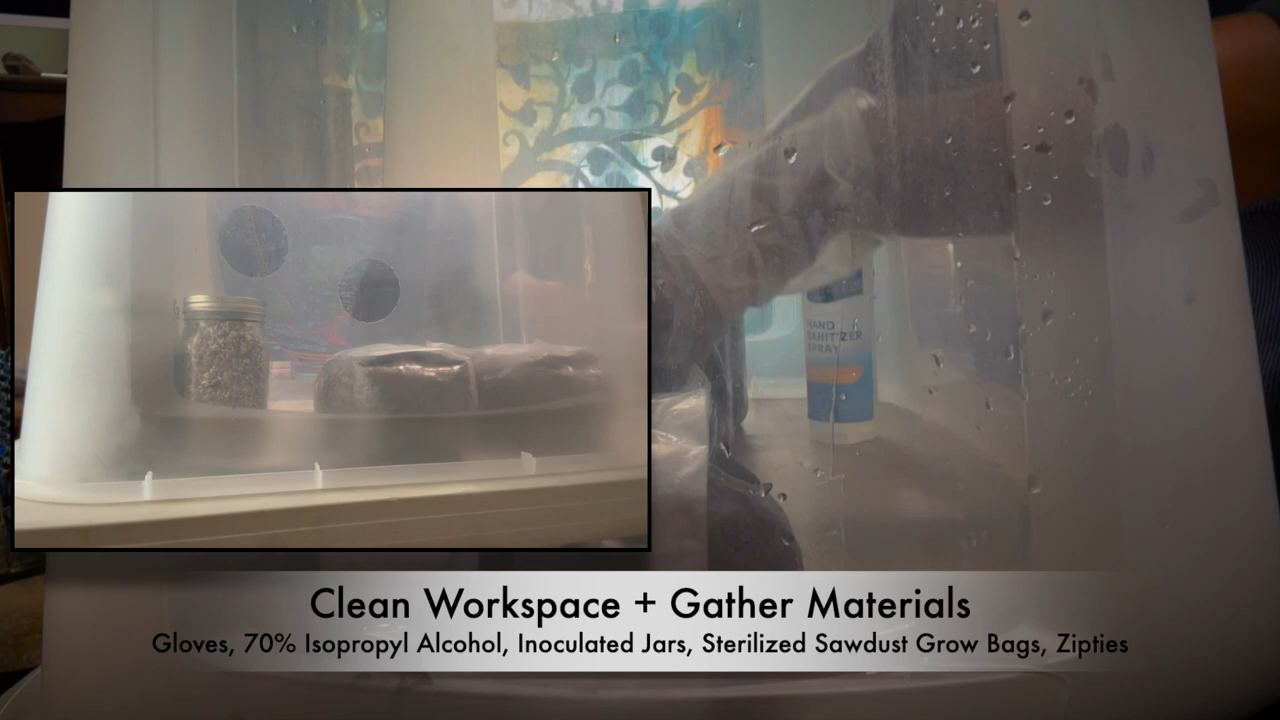 HAND
SANITIZER
SPRAY
Clean Workspace + Gather Materials
Gloves, 70% Isopropyl Alcohol, Inoculated Jars, Sterilized Sawdust Grow Bags, Zipties